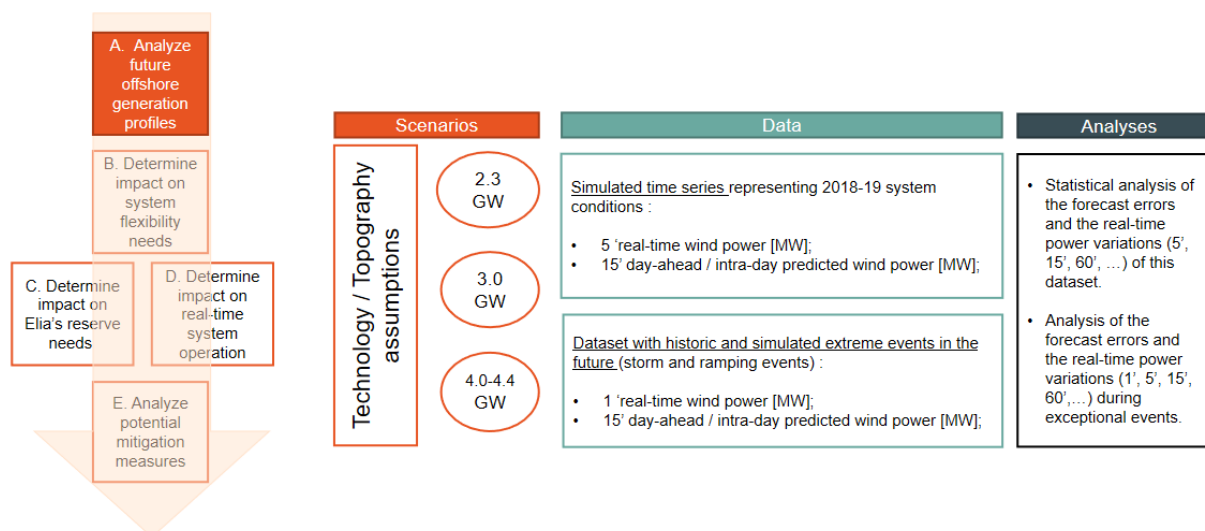 A. Analyze
future
offshore
generation
profiles
B. Determine
impact on
system
flexibility
needs
C. Determine
impact on
Elia's reserve
needs
D. Determine
impact on
real-time
system
operation
E. Analyze
potential
mitigation
measures
Scenarios
Technology / Topography
assumptions
2.3
GW
3.0
GW
4.0-4.4
GW
Data
Simulated time series representing 2018-19 system
conditions :
• 5 'real-time wind power [MW];
• 15' day-ahead / intra-day predicted wind power [MW];
Dataset with historic and simulated extreme events in the
future (storm and ramping events) :
• 1 'real-time wind power [MW];
• 15' day-ahead / intra-day predicted wind power [MW];
Analyses
• Statistical analysis of
the forecast errors
and the real-time
power variations (5',
15', 60', …) of this
dataset.
• Analysis of the
forecast errors and
the real-time power
variations (1', 5', 15',
60',…) during
exceptional events.